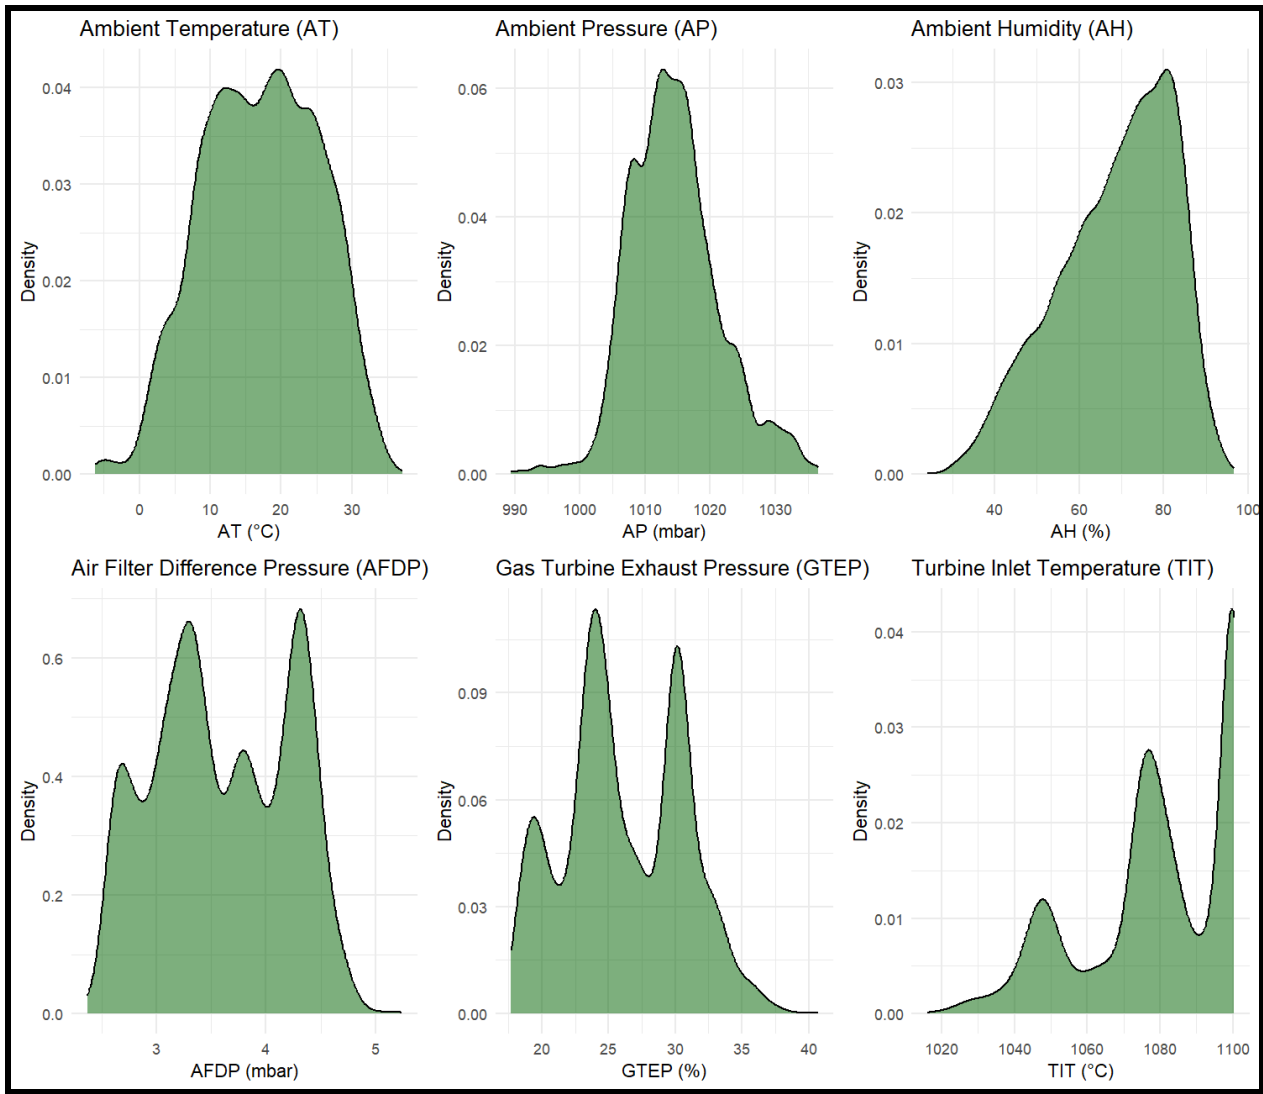 Ambient Temperature (AT)
Density
0.04
0.03
0.02
0.01
0.00
0
10
20
30
AT (°C)
Ambient Pressure (AP)
Density
0.06
0.04
0.02
0.00
990
1000
1010
1020
1030
AP (mbar)
Ambient Humidity (AH)
Density
0.03
0.02
0.01
0.00
40
60
80
100
AH (%)
Air Filter Difference Pressure (AFDP)
Density
0.6
0.4
0.2
0.0
3
4
5
AFDP (mbar)
Gas Turbine Exhaust Pressure (GTEP)
Density
0.09
0.06
0.03
0.00
20
25
30
35
40
GTEP (%)
Turbine Inlet Temperature (TIT)
Density
0.04
0.03
0.02
0.01
0.00
1020
1040
1060
1080
1100
TIT (°C)